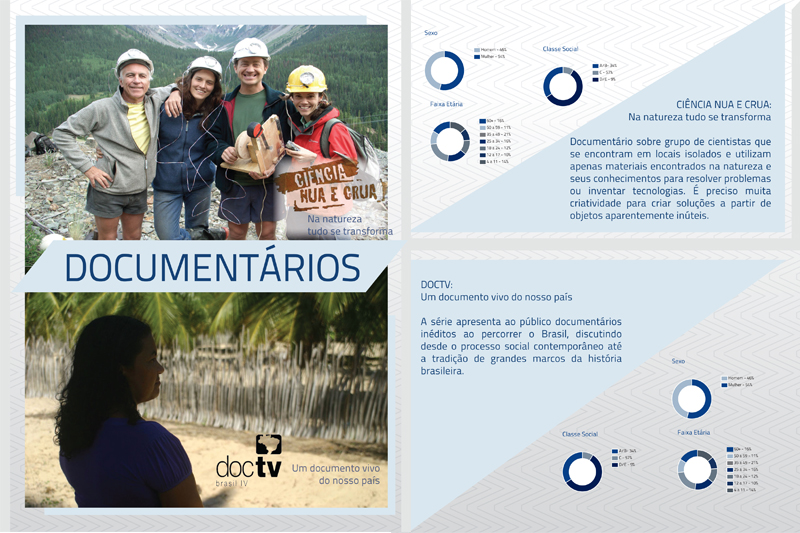 CIÊNCIA
NUA E CRUA
Na natureza
tudo se transforma
DOCUMENTÁRIOS
doctv
brasil IV
Um documento vivo
do nosso país
Sexo
Homem - 46%
Mulher - 54%
Classe Social
A/B- 34%
C - 57%
D+E - 9%
Faixa Etária
60+ - 16%
50 a 59 - 11%
35 a 49 - 21%
25 a 34 - 16%
18 a 24 - 12%
12 a 17 - 10%
4 a 11 - 14%
CIÊNCIA NUA E CRUA:
Na natureza tudo se transforma
Documentário sobre grupo de cientistas que
se encontram em locais isolados e utilizam
apenas materiais encontrados na natureza e
seus conhecimentos para resolver problemas
ou inventar tecnologias. É preciso muita
criatividade para criar soluções a partir de
objetos aparentemente inúteis.
DOCTV:
Um documento vivo do nosso país
A série apresenta ao público documentários
inéditos ao percorrer o Brasil, discutindo
desde o processo social contemporâneo até
a tradição de grandes marcos da história
brasileira.
Sexo
Homem - 46%
Mulher - 54%
Classe Social
A/B- 34%
C - 57%
D+E - 9%
Faixa Etária
60+ - 16%
50 a 59 - 11%
35 a 49 - 21%
25 a 34 - 16%
18 a 24 - 12%
12 a 17 - 10%
4 a 11 - 14%